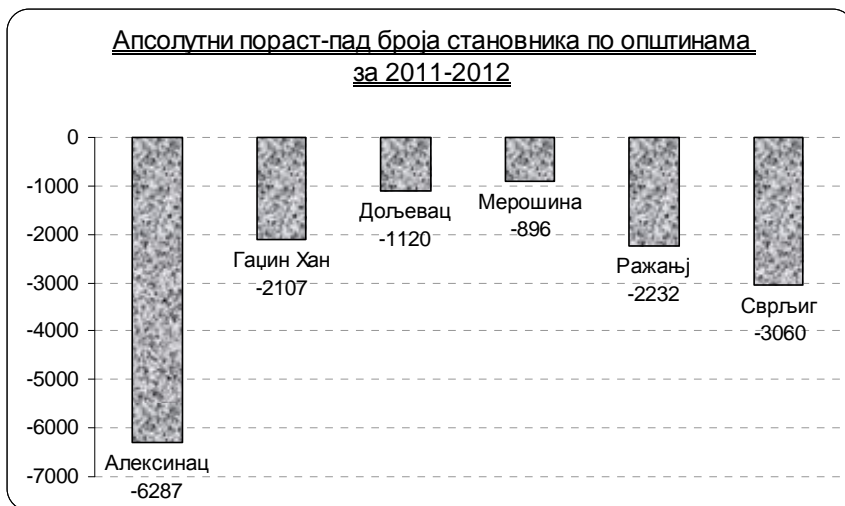 Апсолутни пораст-пад броја становника по општинама
за 2011-2012
0
-1000
-2000
-3000
-4000
-5000
-6000
-7000
Алексинац
-6287
Гаџин Хан
-2107
Дољевац
-1120
Мерошина
-896
Ражањ
-2232
Сврљиг
-3060